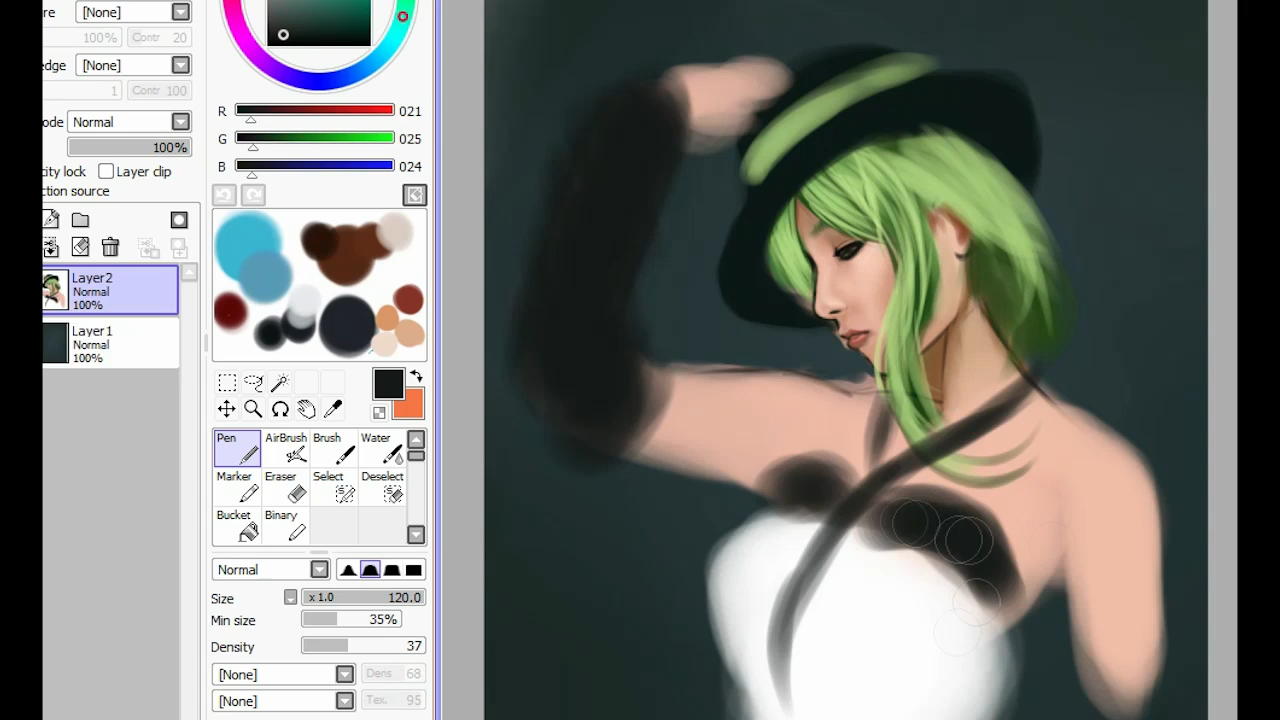 re [None]
100% Contr 20
edge [None]
1 Contr 100
ode Normal
100%
ity lock Layer clip
ction source
Layer2
Normal
100%
Layer1
Normal
100%
R 021
G 025
B 024
Pen AirBrush Brush Water
Marker Eraser Select Deselect
Bucket Binary
Normal
Size x 1.0 120.0
Min size 35%
Density 37
[None] Dens 68
[None] Tex. 95